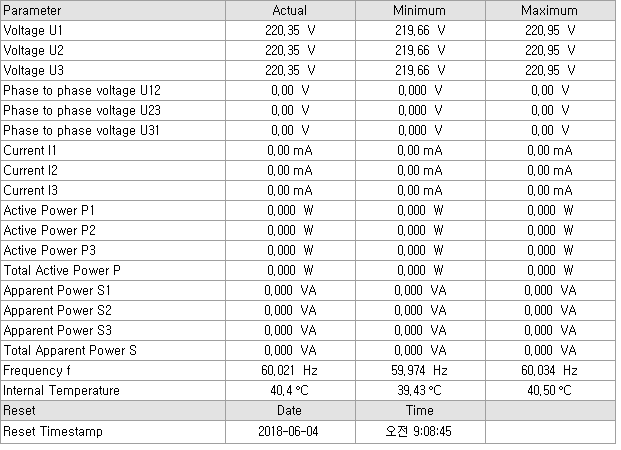 Parameter Actual Minimum Maximum
Voltage U1 220,35 V 219,66 V 220,95 V
Voltage U2 220,35 V 219,66 V 220,95 V
Voltage U3 220,35 V 219,66 V 220,95 V
Phase to phase voltage U12 0,00 V 0,000 V 0,00 V
Phase to phase voltage U23 0,00 V 0,000 V 0,00 V
Phase to phase voltage U31 0,00 V 0,000 V 0,00 V
Current I1 0,00 mA 0,00 mA 0,00 mA
Current I2 0,00 mA 0,00 mA 0,00 mA
Current I3 0,00 mA 0,00 mA 0,00 mA
Active Power P1 0,000 W 0,000 W 0,000 W
Active Power P2 0,000 W 0,000 W 0,000 W
Active Power P3 0,000 W 0,000 W 0,000 W
Total Active Power P 0,000 W 0,000 W 0,000 W
Apparent Power S1 0,000 VA 0,000 VA 0,000 VA
Apparent Power S2 0,000 VA 0,000 VA 0,000 VA
Apparent Power S3 0,000 VA 0,000 VA 0,000 VA
Total Apparent Power S 0,000 VA 0,000 VA 0,000 VA
Frequency f 60,021 Hz 59,974 Hz 60,034 Hz
Internal Temperature 40,4 °C 39,43 °C 40,50 °C
Reset Date Time
Reset Timestamp 2018-06-04 오전 9:08:45